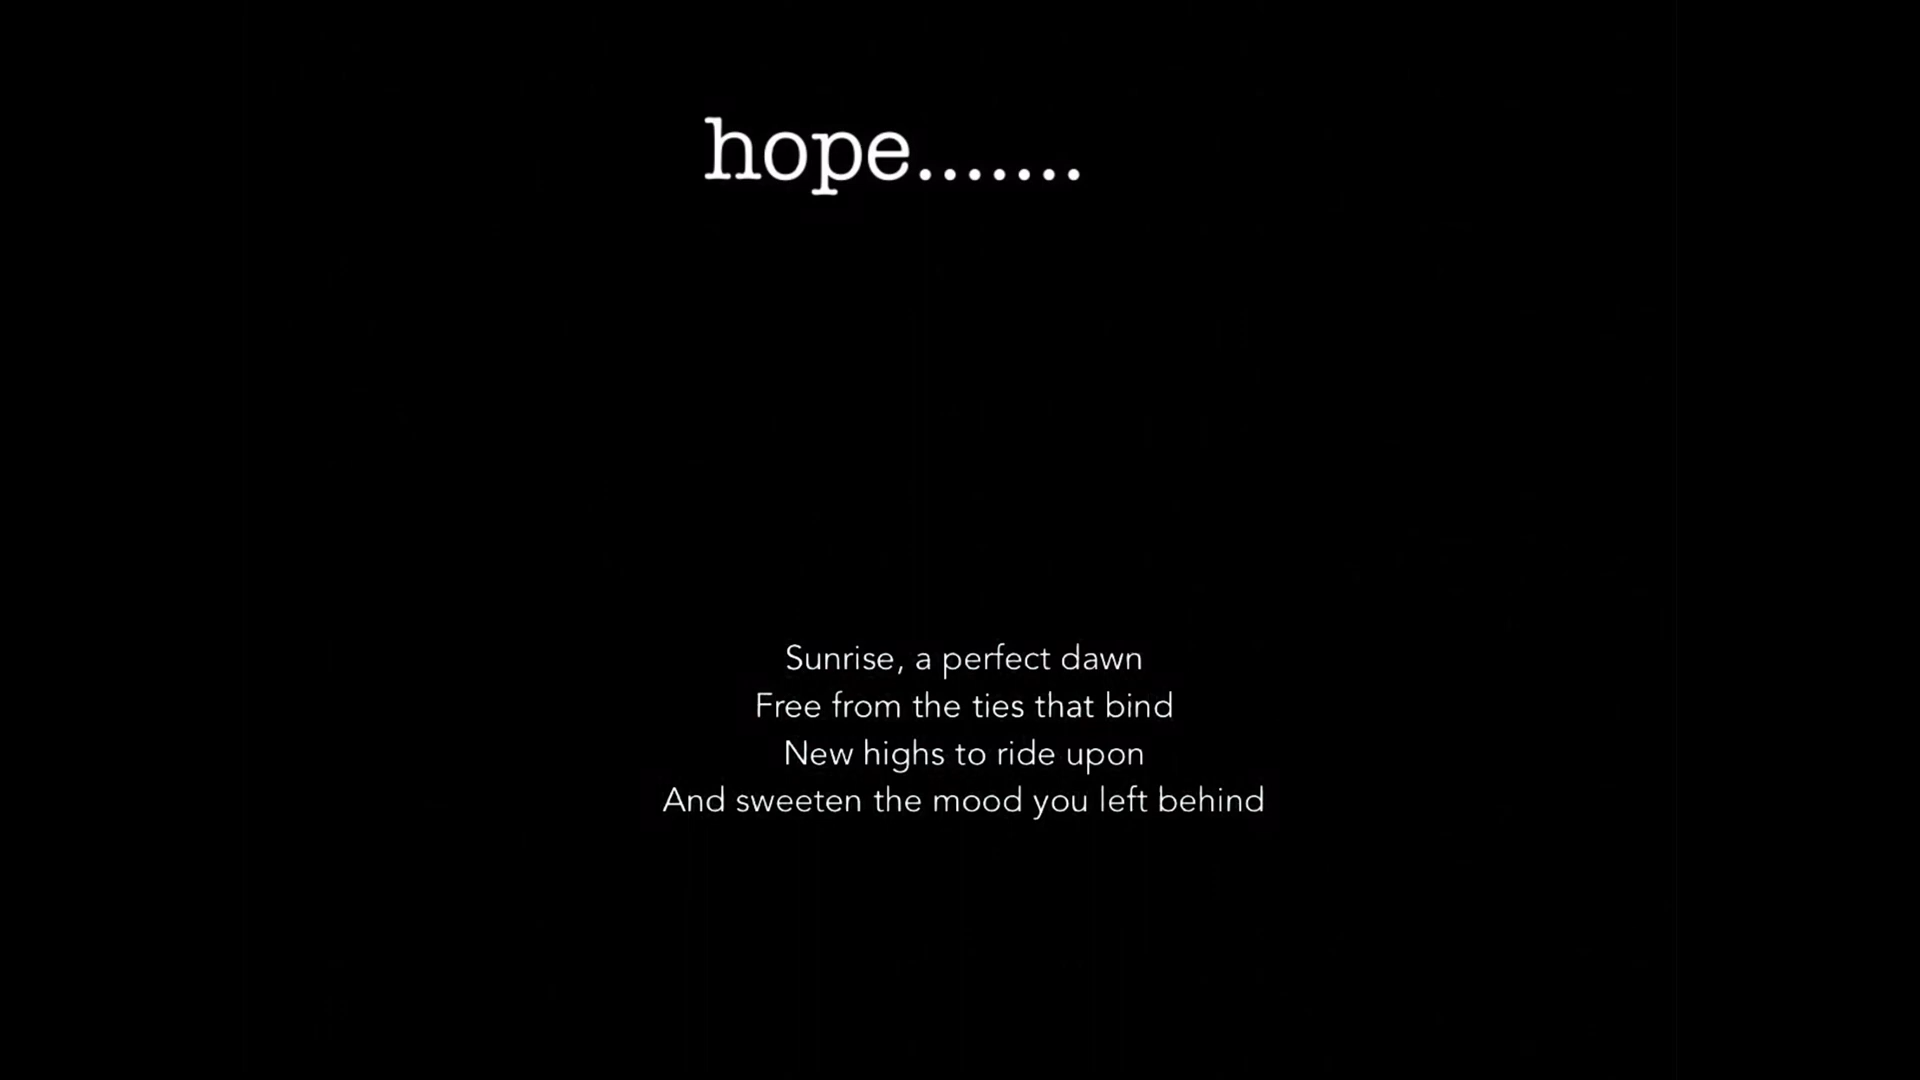 hope.......
Sunrise, a perfect dawn
Free from the ties that bind
New highs to ride upon
And sweeten the mood you left behind